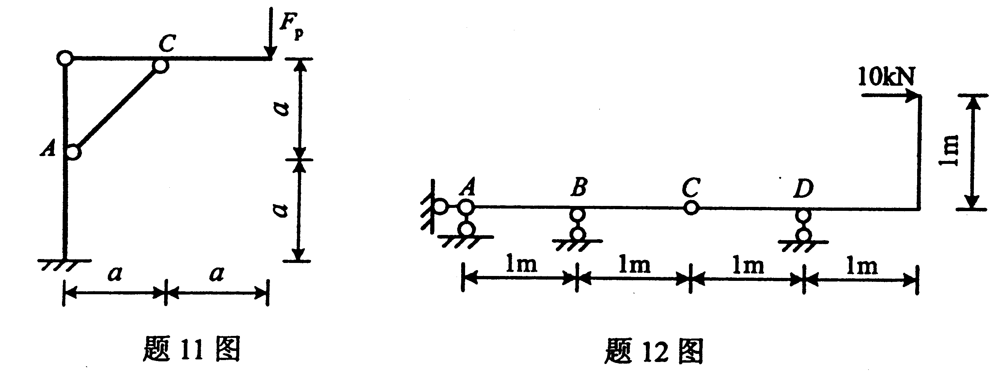 F_p
C
a
A
a
a a
题 11 图
10kN
1m
A B C D
1m 1m 1m 1m
题 12 图